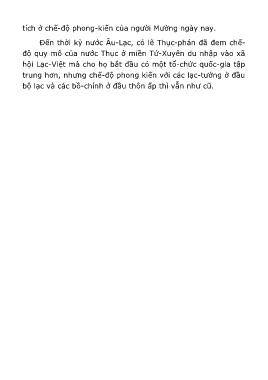 tích ở chế-độ phong-kiến của người Mường ngày nay.
Đến thời kỳ nước Âu-Lạc, có lẽ Thục-phán đã đem chế-
độ quy mô của nước Thục ở miền Tứ-Xuyên du nhập vào xã
hội Lạc-Việt mà cho họ bắt đầu có một tổ-chức quốc-gia tập
trung hơn, nhưng chế-độ phong kiến với các lạc-tướng ở đầu
bộ lạc và các bồ-chính ở đầu thôn ấp thì vẫn như cũ.